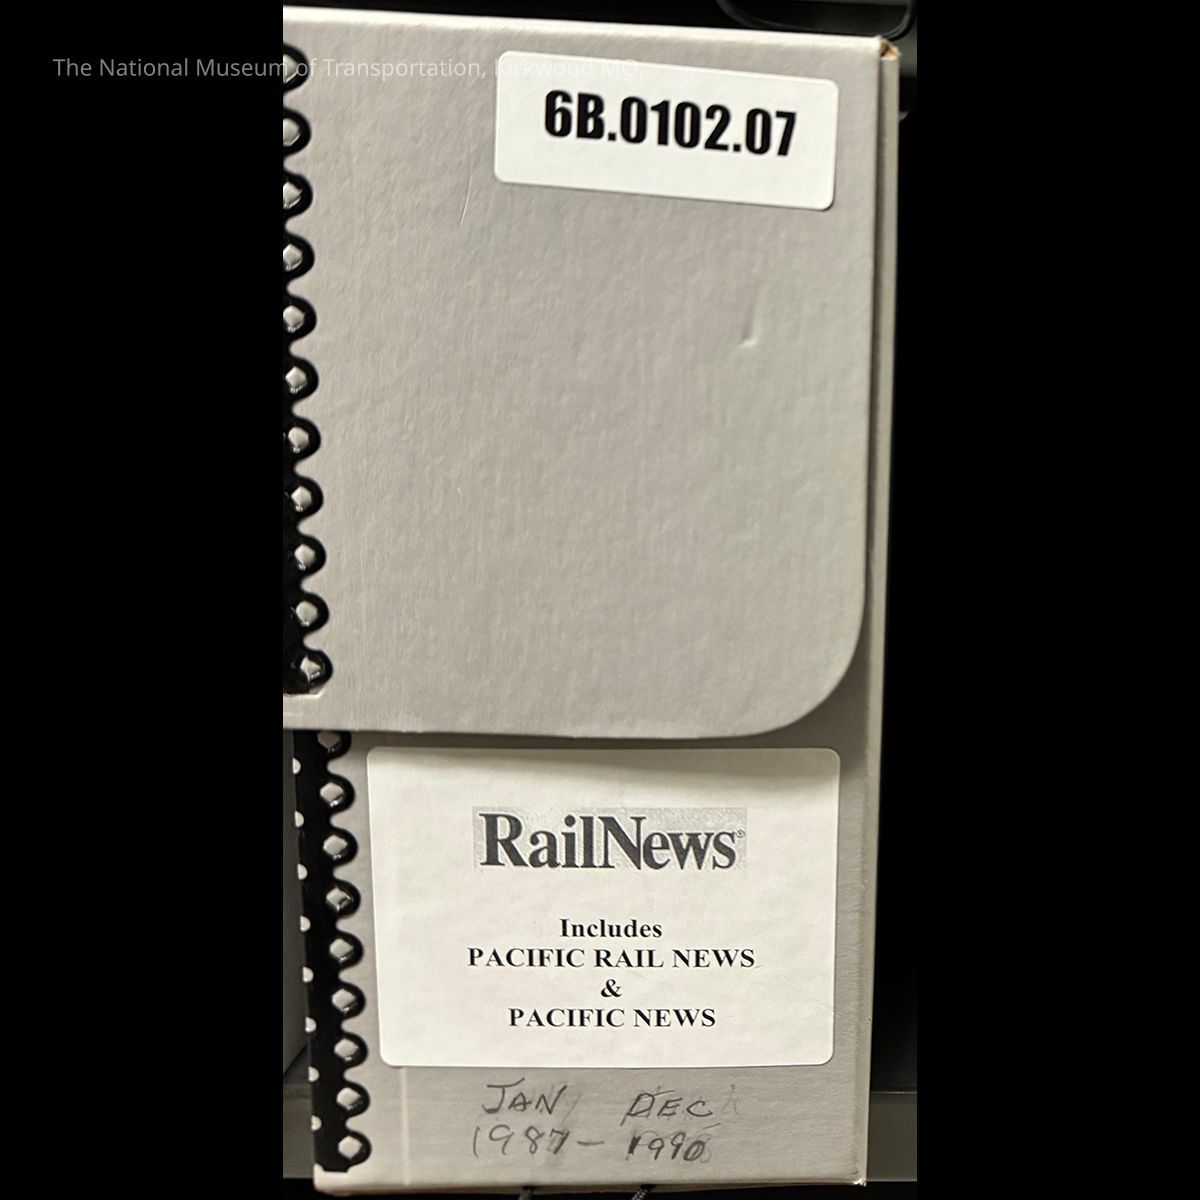 The National Museum of Transportation, Kirkwood MO.
6B.0102.07
RailNews®
Includes
PACIFIC RAIL NEWS
&
PACIFIC NEWS
JAN DEC
1987- 1990